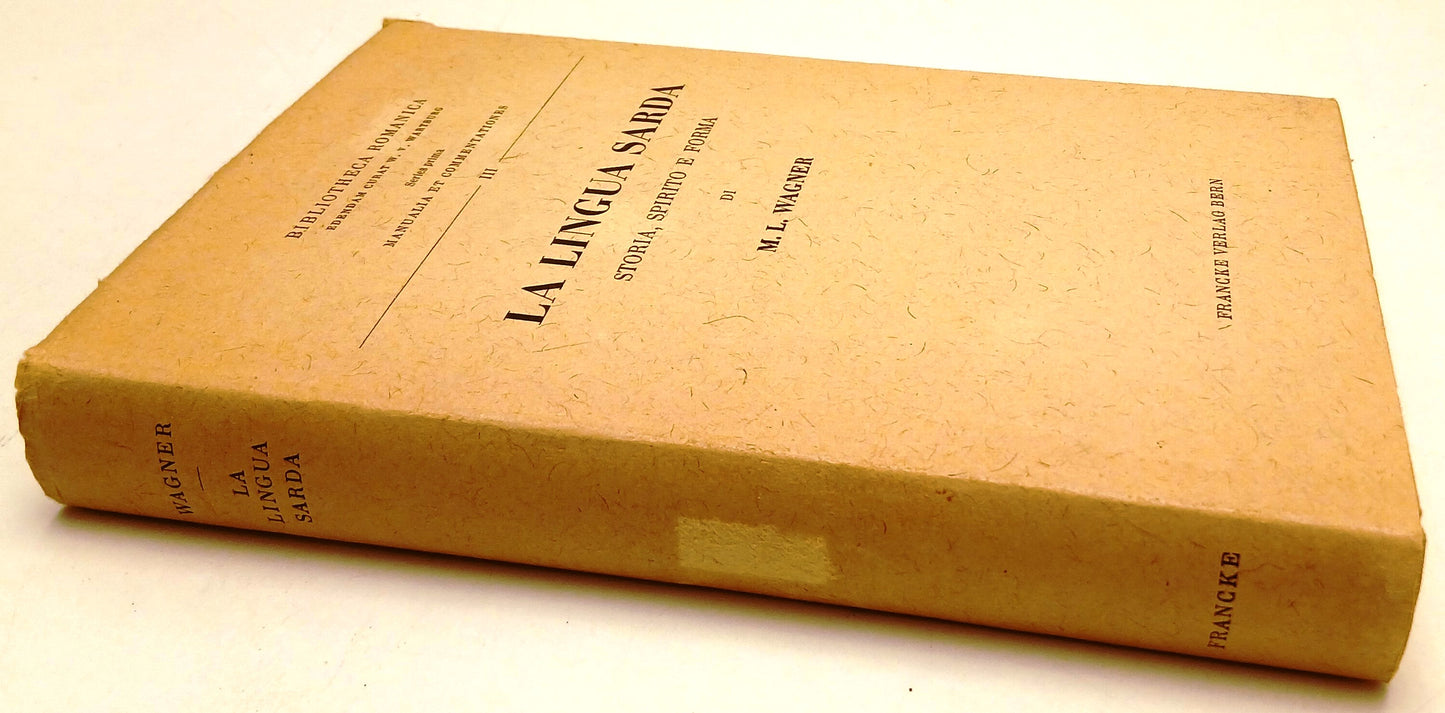 BIBLIOTHECA ROMANICA
EDENDAM CURAT W. V. WARTBURG
Series prima
MANUALIA ET COMMENTATIONES
III
LA LINGUA SARDA
STORIA, SPIRITO E FORMA
DI
M. L. WAGNER
FRANCKE VERLAG BERN
WAGNER
LA
LINGUA
SARDA
FRANCKE